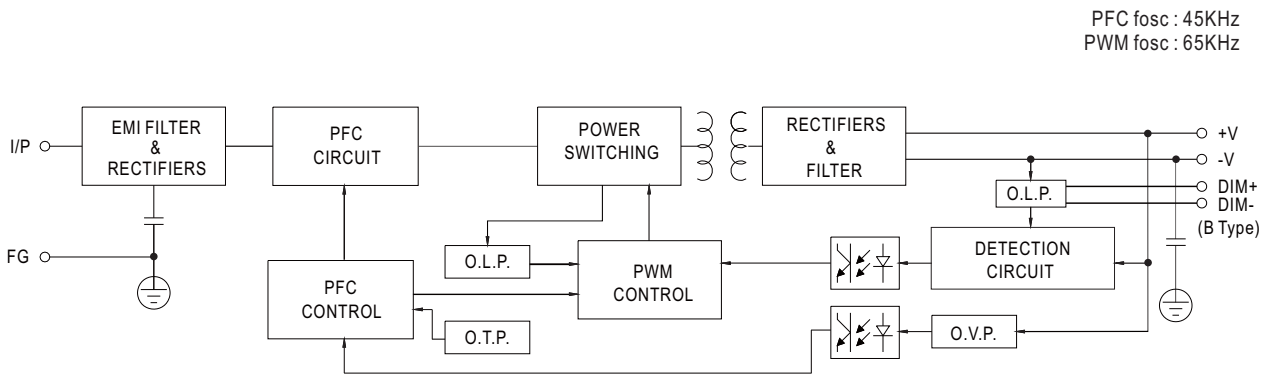 PFC fosc : 45KHz
PWM fosc : 65KHz
I/P
EMI FILTER
&
RECTIFIERS
PFC
CIRCUIT
POWER
SWITCHING
RECTIFIERS
&
FILTER
+V
-V
DIM+
DIM-
(B Type)
O.L.P.
FG
O.L.P.
PFC
CONTROL
PWM
CONTROL
DETECTION
CIRCUIT
O.T.P.
O.V.P.